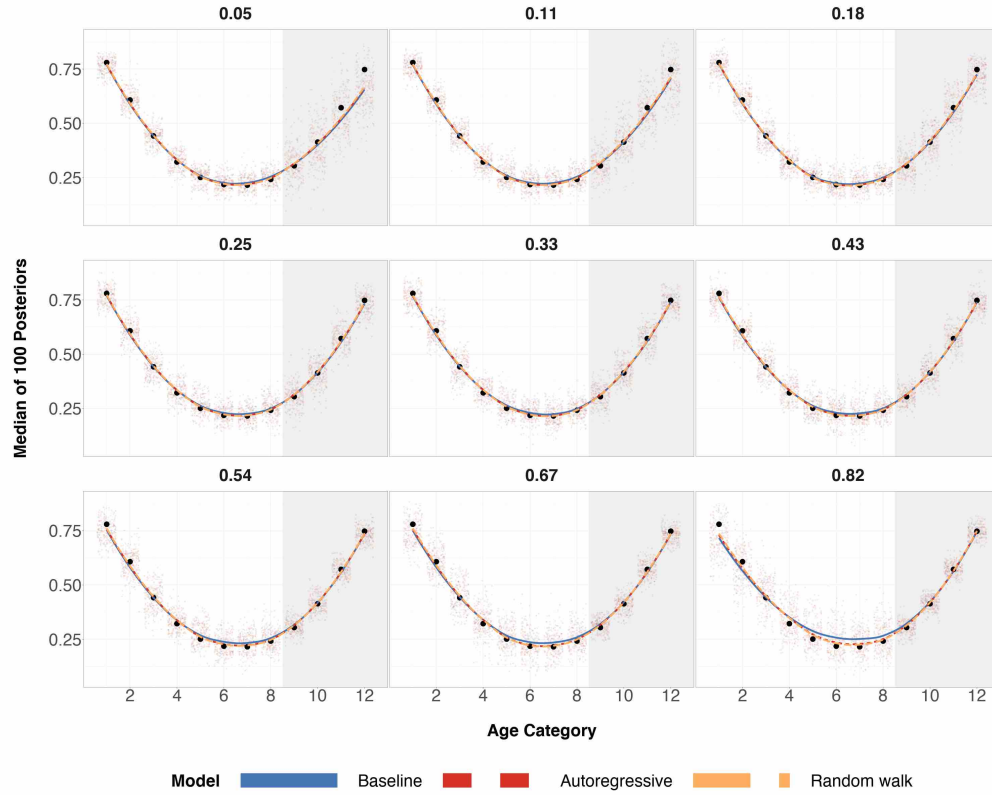 0.05 0.11 0.18
0.75
0.50
0.25
0.25 0.33 0.43
0.75
0.50
0.25
0.54 0.67 0.82
0.75
0.50
0.25
2 4 6 8 10 12 2 4 6 8 10 12 2 4 6 8 10 12
Median of 100 Posteriors
Age Category
Model Baseline Autoregressive Random walk